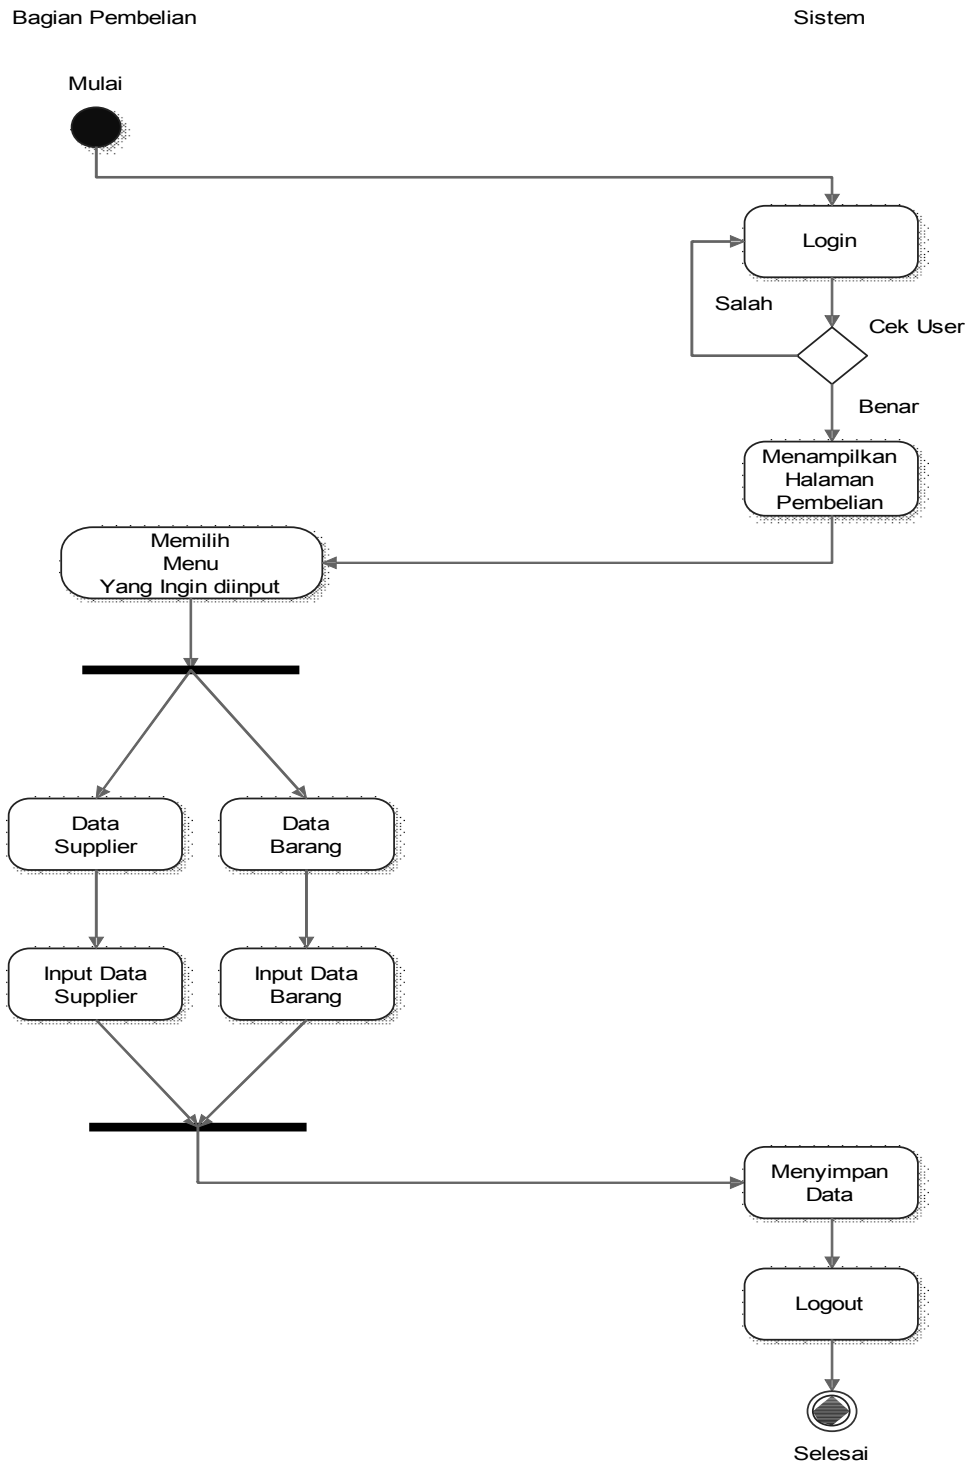 Bagian Pembelian
Sistem
Mulai
Login
Salah
Cek User
Benar
Menampilkan
Halaman
Pembelian
Memilih
Menu
Yang Ingin diinput
Data
Supplier
Data
Barang
Input Data
Supplier
Input Data
Barang
Menyimpan
Data
Logout
Selesai